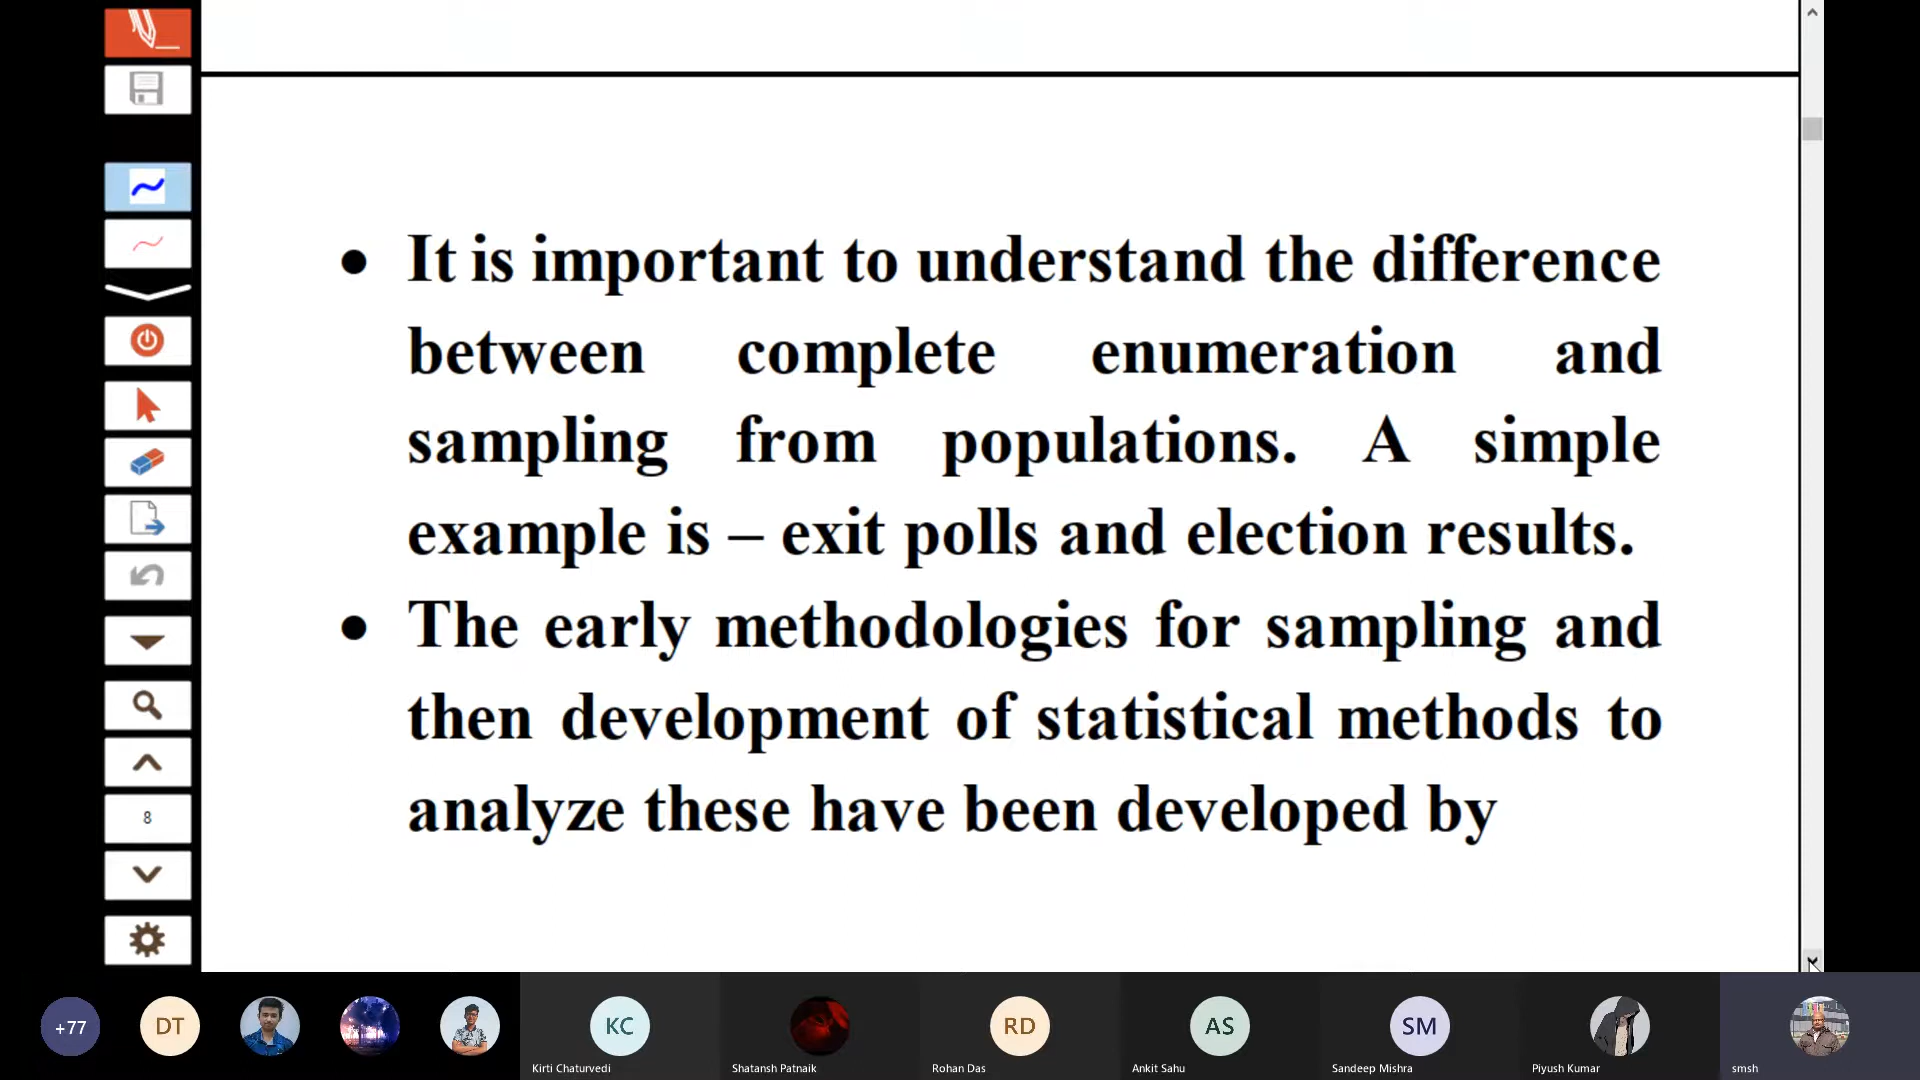 ● It is important to understand the difference
between complete enumeration and
sampling from populations. A simple
example is – exit polls and election results.
● The early methodologies for sampling and
then development of statistical methods to
analyze these have been developed by
8
+77
DT
KC
RD
AS
SM
Kirti Chaturvedi
Shatansh Patnaik
Rohan Das
Ankit Sahu
Sandeep Mishra
Piyush Kumar
smsh